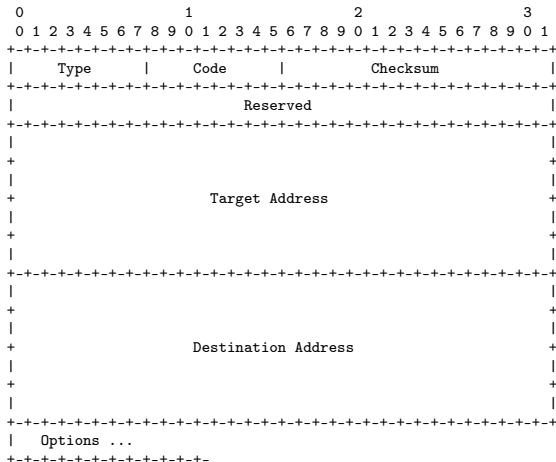 0                   1                   2                   3
0 1 2 3 4 5 6 7 8 9 0 1 2 3 4 5 6 7 8 9 0 1 2 3 4 5 6 7 8 9 0 1
+-+-+-+-+-+-+-+-+-+-+-+-+-+-+-+-+-+-+-+-+-+-+-+-+-+-+-+-+-+-+-+-+
|     Type      |     Code      |          Checksum             |
+-+-+-+-+-+-+-+-+-+-+-+-+-+-+-+-+-+-+-+-+-+-+-+-+-+-+-+-+-+-+-+-+
|                           Reserved                            |
+-+-+-+-+-+-+-+-+-+-+-+-+-+-+-+-+-+-+-+-+-+-+-+-+-+-+-+-+-+-+-+-+
|                                                               |
+                                                               +
|                                                               |
+                       Target Address                          +
|                                                               |
+                                                               +
|                                                               |
+-+-+-+-+-+-+-+-+-+-+-+-+-+-+-+-+-+-+-+-+-+-+-+-+-+-+-+-+-+-+-+-+
|                                                               |
+                                                               +
|                                                               |
+                     Destination Address                       +
|                                                               |
+                                                               +
|                                                               |
+-+-+-+-+-+-+-+-+-+-+-+-+-+-+-+-+-+-+-+-+-+-+-+-+-+-+-+-+-+-+-+-+
|   Options ...
+-+-+-+-+-+-+-+-+-+-+-+-